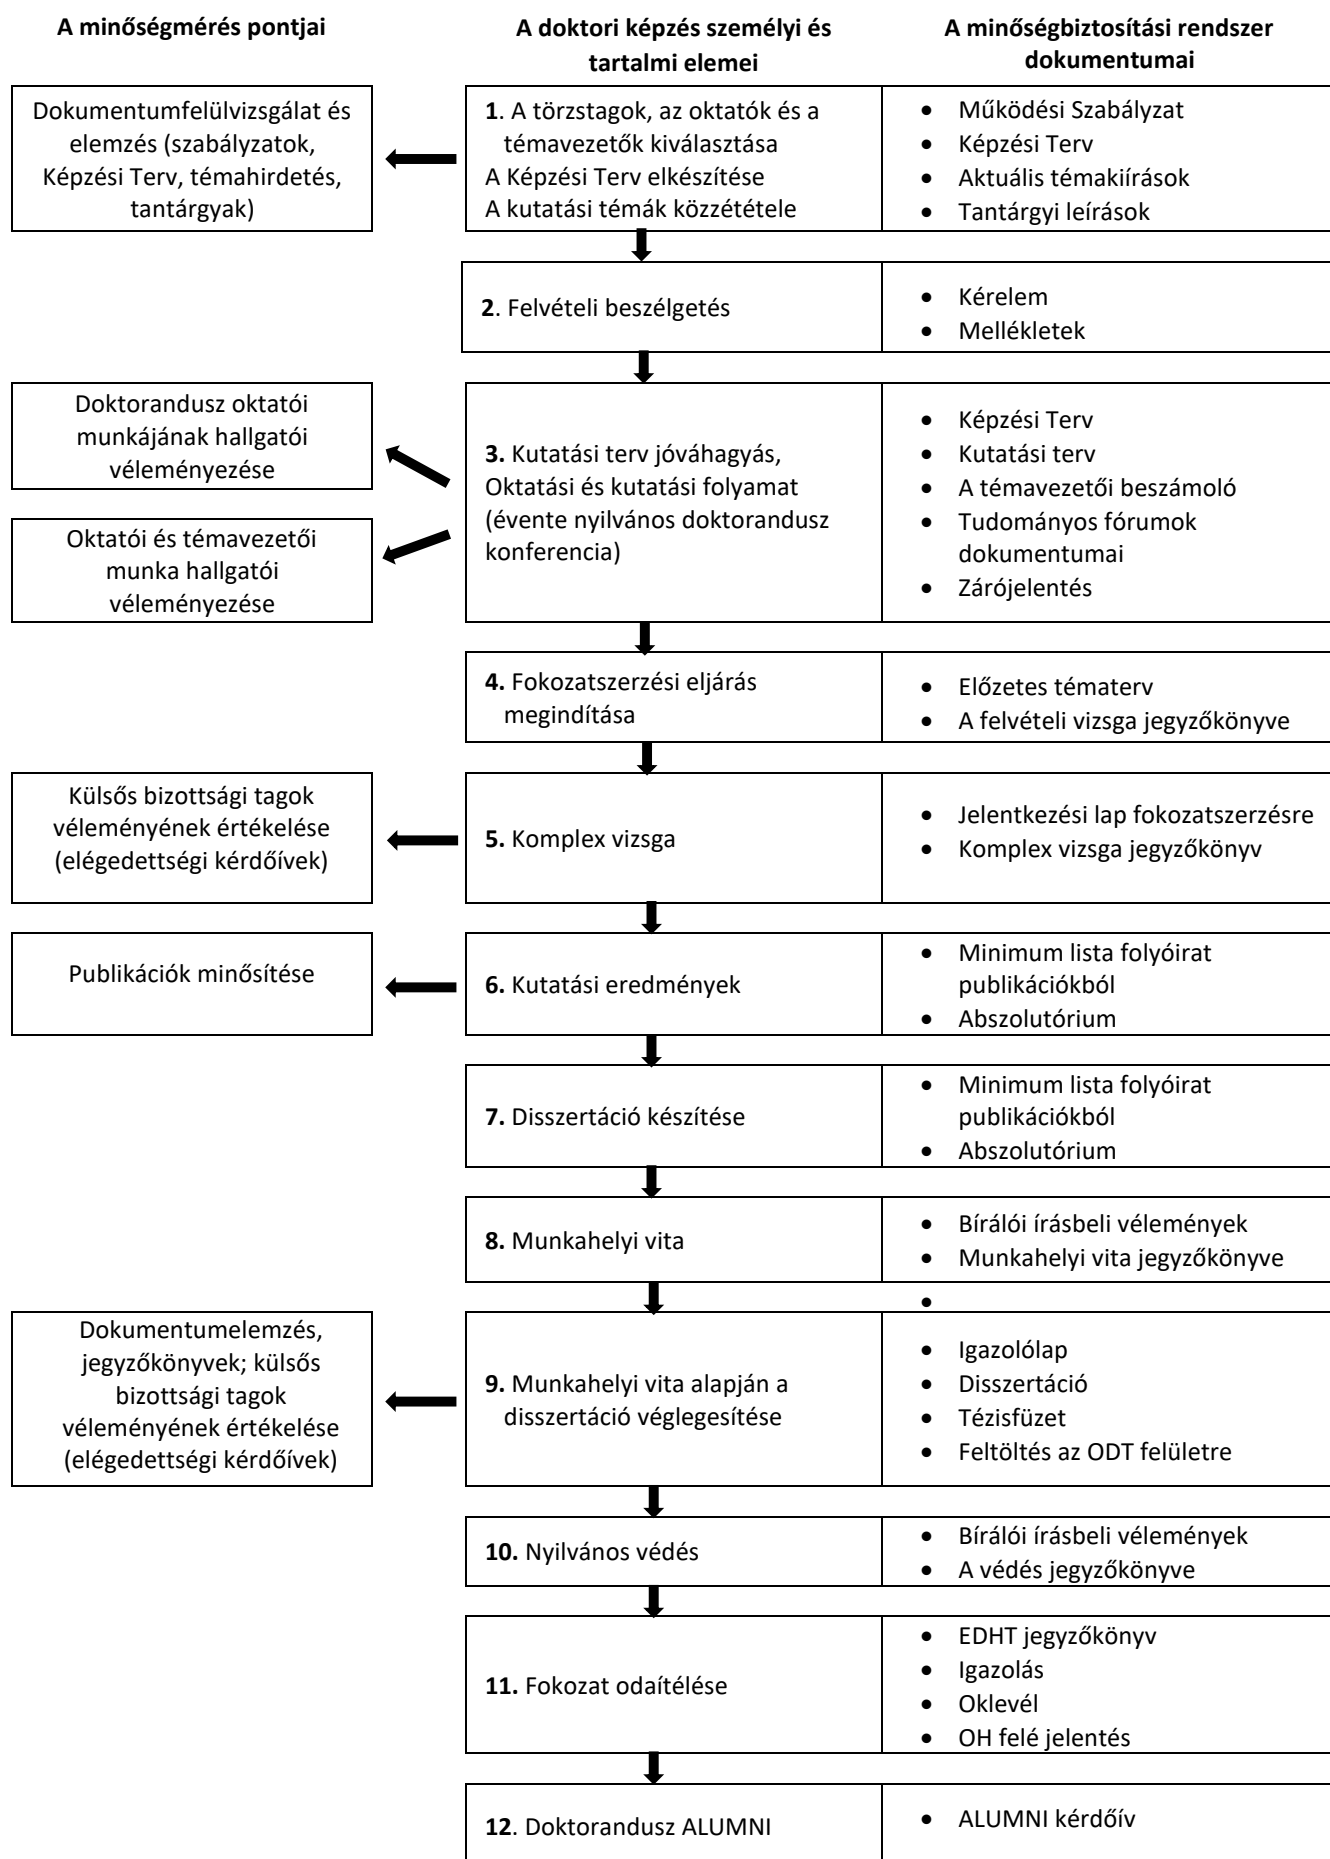 A minőségmérés pontjai
A doktori képzés személyi és
tartalmi elemei
A minőségbiztosítási rendszer
dokumentumai
Dokumentumfelülvizsgálat és
elemzés (szabályzatok,
Képzési Terv, témahirdetés,
tantárgyak)
1. A törzstagok, az oktatók és a
témavezetők kiválasztása
A Képzési Terv elkészítése
A kutatási témák közzététele
• Működési Szabályzat
• Képzési Terv
• Aktuális témakiírások
• Tantárgyi leírások
2. Felvételi beszélgetés
• Kérelem
• Mellékletek
Doktorandusz oktatói
munkájának hallgatói
véleményezése
Oktatói és témavezetői
munka hallgatói
véleményezése
3. Kutatási terv jóváhagyás,
Oktatási és kutatási folyamat
(évente nyilvános doktorandusz
konferencia)
• Képzési Terv
• Kutatási terv
• A témavezetői beszámoló
• Tudományos fórumok
dokumentumai
• Zárójelentés
4. Fokozatszerzési eljárás
megindítása
• Előzetes tématerv
• A felvételi vizsga jegyzőkönyve
Külsős bizottsági tagok
véleményének értékelése
(elégedettségi kérdőívek)
5. Komplex vizsga
• Jelentkezési lap fokozatszerzésre
• Komplex vizsga jegyzőkönyv
Publikációk minősítése
6. Kutatási eredmények
• Minimum lista folyóirat
publikációkból
• Abszolutórium
7. Disszertáció készítése
• Minimum lista folyóirat
publikációkból
• Abszolutórium
8. Munkahelyi vita
• Bírálói írásbeli vélemények
• Munkahelyi vita jegyzőkönyve
•
Dokumentumelemzés,
jegyzőkönyvek; külsős
bizottsági tagok
véleményének értékelése
(elégedettségi kérdőívek)
9. Munkahelyi vita alapján a
disszertáció véglegesítése
• Igazolólap
• Disszertáció
• Tézisfüzet
• Feltöltés az ODT felületre
10. Nyilvános védés
• Bírálói írásbeli vélemények
• A védés jegyzőkönyve
11. Fokozat odaítélése
• EDHT jegyzőkönyv
• Igazolás
• Oklevél
• OH felé jelentés
12. Doktorandusz ALUMNI
• ALUMNI kérdőív